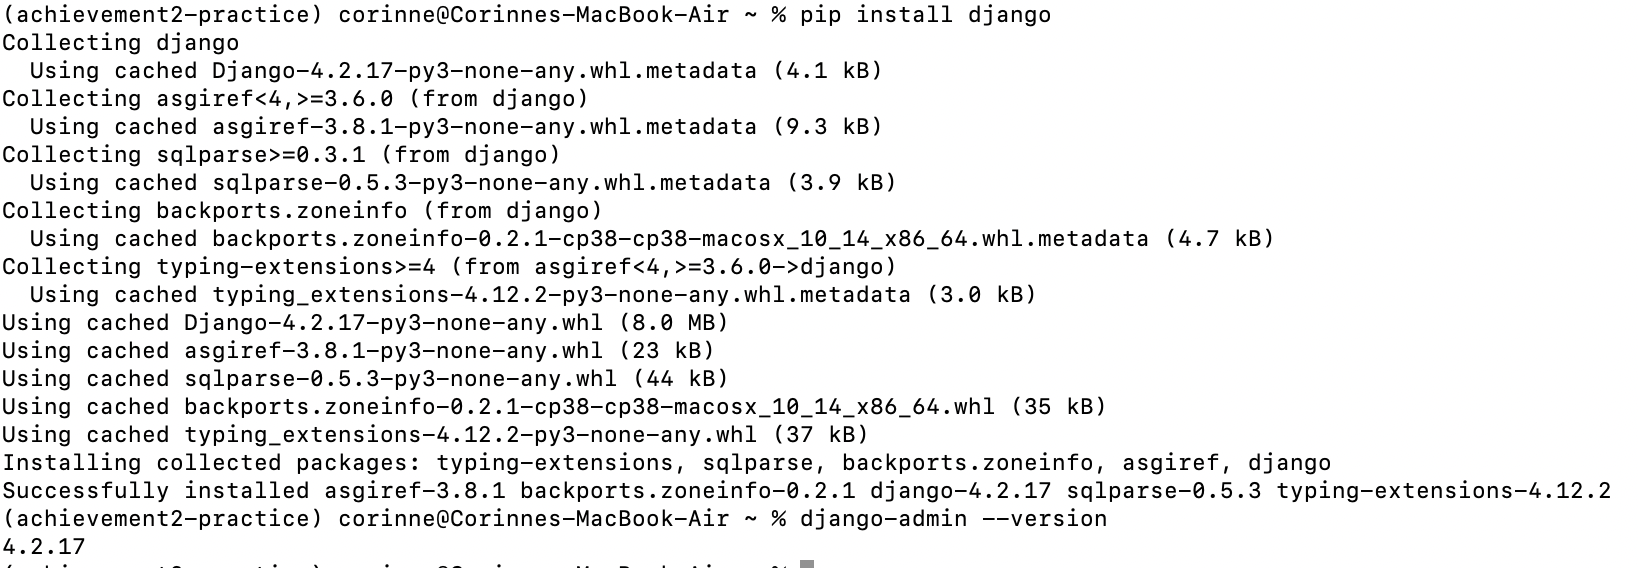 (achievement2-practice) corinne@Corinnes-MacBook-Air ~ % pip install django
Collecting django
  Using cached Django-4.2.17-py3-none-any.whl.metadata (4.1 kB)
Collecting asgiref<4,>=3.6.0 (from django)
  Using cached asgiref-3.8.1-py3-none-any.whl.metadata (9.3 kB)
Collecting sqlparse>=0.3.1 (from django)
  Using cached sqlparse-0.5.3-py3-none-any.whl.metadata (3.9 kB)
Collecting backports.zoneinfo (from django)
  Using cached backports.zoneinfo-0.2.1-cp38-cp38-macosx_10_14_x86_64.whl.metadata (4.7 kB)
Collecting typing-extensions>=4 (from asgiref<4,>=3.6.0->django)
  Using cached typing_extensions-4.12.2-py3-none-any.whl.metadata (3.0 kB)
Using cached Django-4.2.17-py3-none-any.whl (8.0 MB)
Using cached asgiref-3.8.1-py3-none-any.whl (23 kB)
Using cached sqlparse-0.5.3-py3-none-any.whl (44 kB)
Using cached backports.zoneinfo-0.2.1-cp38-cp38-macosx_10_14_x86_64.whl (35 kB)
Using cached typing_extensions-4.12.2-py3-none-any.whl (37 kB)
Installing collected packages: typing-extensions, sqlparse, backports.zoneinfo, asgiref, django
Successfully installed asgiref-3.8.1 backports.zoneinfo-0.2.1 django-4.2.17 sqlparse-0.5.3 typing-extensions-4.12.2
(achievement2-practice) corinne@Corinnes-MacBook-Air ~ % django-admin --version
4.2.17